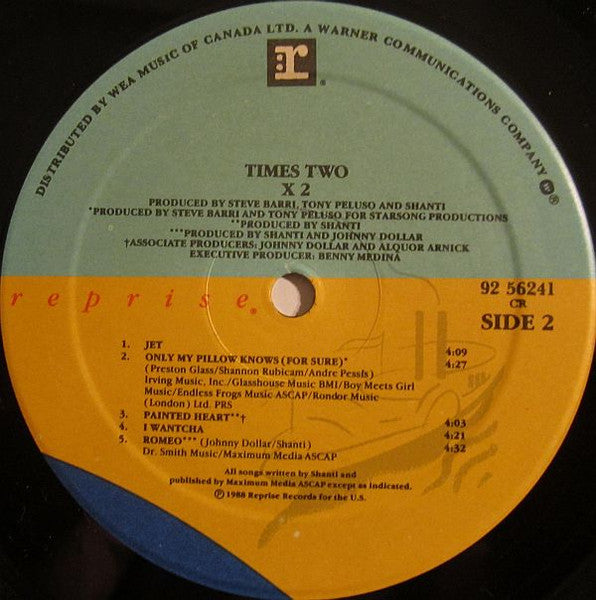 DISTRIBUTED BY WEA MUSIC OF CANADA LTD. A WARNER COMMUNICATIONS COMPANY
r
TIMES TWO
X 2
PRODUCED BY STEVE BARRI, TONY PELUSO AND SHANTI
*PRODUCED BY STEVE BARRI AND TONY PELUSO FOR STARSONG PRODUCTIONS
**PRODUCED BY SHANTI
***PRODUCED BY SHANTI AND JOHNNY DOLLAR
†ASSOCIATE PRODUCERS: JOHNNY DOLLAR AND ALQUOR ARNICK
EXECUTIVE PRODUCER: BENNY MEDINA
reprise
92 56241
CR
SIDE 2
1. JET 4:09
2. ONLY MY PILLOW KNOWS (FOR SURE)* 4:27
(Preston Glass/Shannon Rubicam/Andre Pessis)
Irving Music, Inc./Glasshouse Music BMI/Boy Meets Girl
Music/Endless Frogs Music ASCAP/Rondor Music
(London) Ltd. PRS
3. PAINTED HEART**† 4:03
4. I WANTCHA 4:21
5. ROMEO*** (Johnny Dollar/Shanti) 4:32
Dr. Smith Music/Maximum Media ASCAP
All songs written by Shanti and
published by Maximum Media ASCAP except as indicated.
℗ 1988 Reprise Records for the U.S.